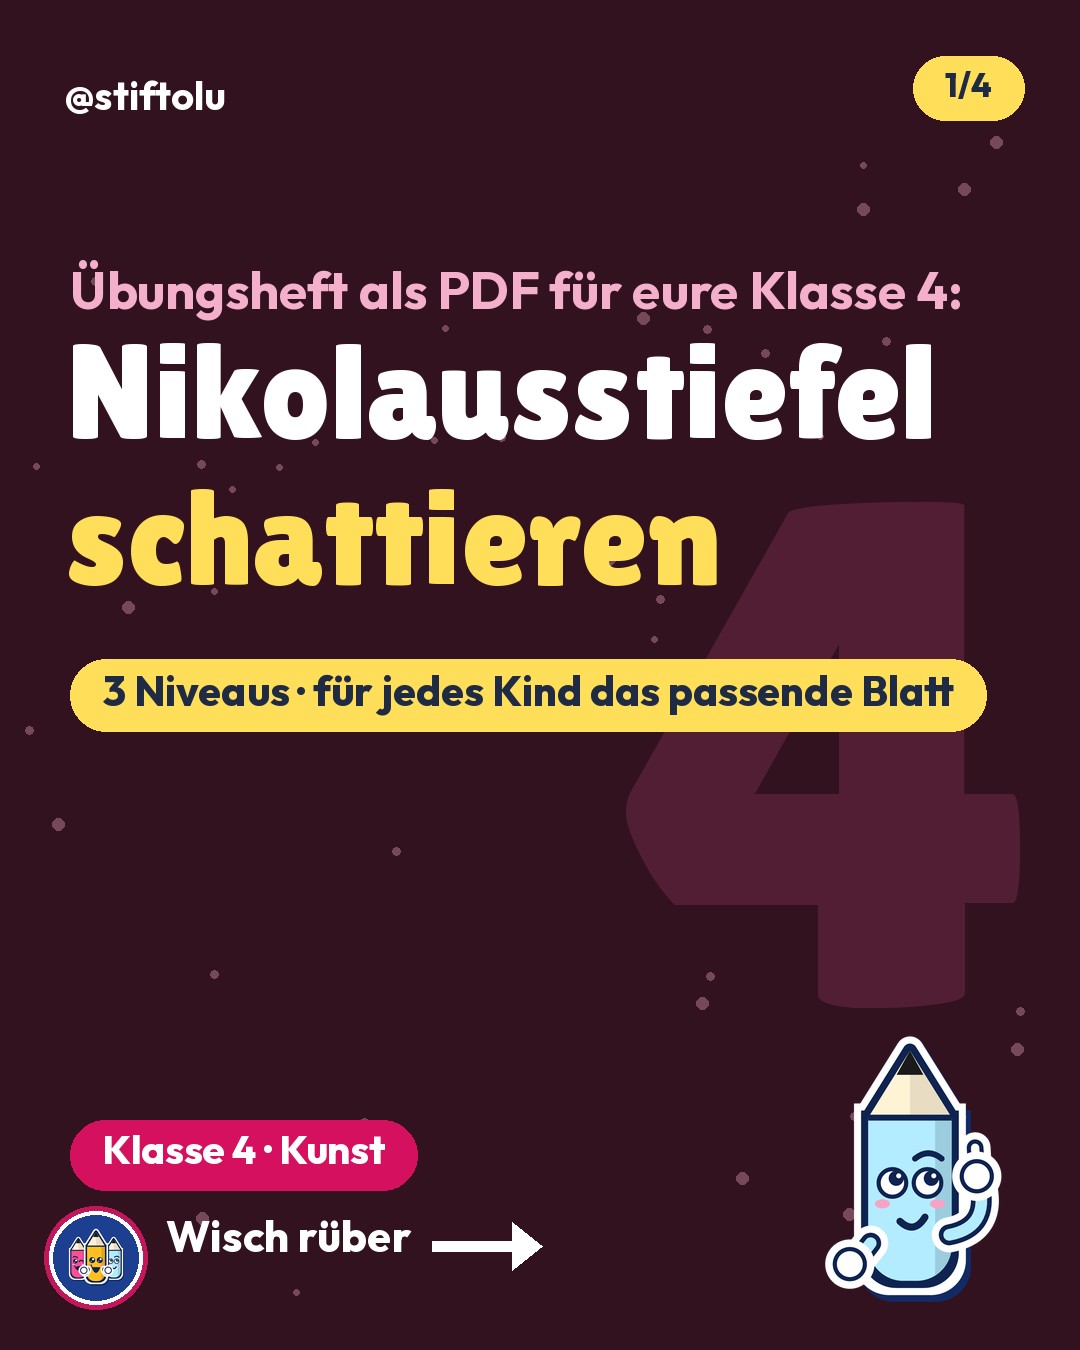 @stiftolu
1/4
Übungsheft als PDF für eure Klasse 4:
Nikolausstiefel
schattieren
4
3 Niveaus · für jedes Kind das passende Blatt
Klasse 4 · Kunst
Wisch rüber